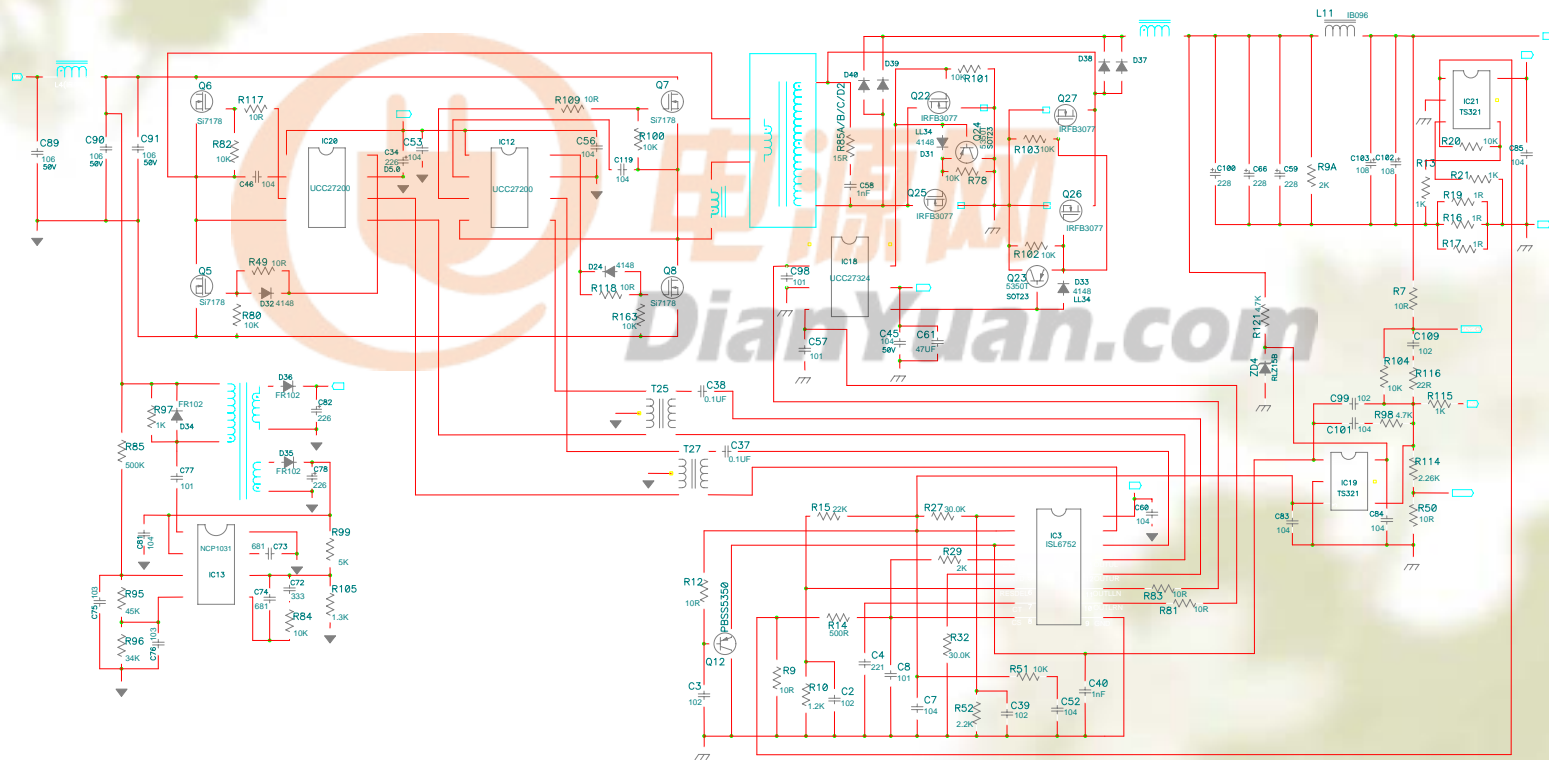 L11 IB096
D38
D37
D40
D39
R101
10K
Q6
Q7
R117
10R
Si7178
R109 10R
Si7178
Q22
IRFB3077
Q27
IRFB3077
IC21
TS321
C89
106
50V
C90
106
50V
C91
106
50V
R82
10K
C46 104
IC20
UCC27200
C34
226
D5.0
C53
104
IC12
UCC27200
C56
104
R100
10K
C119
104
R85A/B/C/D2
15R
C58
1nF
LL34
4148
D31
Q24
SOT23
R103 10K
10K
R78
Q25
IRFB3077
Q26
IRFB3077
C100
228
C66
228
C59
228
R9A
2K
C103
108
C102
108
R20 10K
C85
104
R13
1K
R21 1K
R19 1R
R16 1R
R17 1R
电源网
DianYuan.com
Q5
Si7178
R49 10R
D32 4148
R80
10K
D24 4148
R118 10R
Q8
Si7178
R163
10K
C98
101
IC18
UCC27324
R102 10K
Q23
5350T
SOT23
D33
4148
LL34
C57
101
C45
104
50V
C61
47UF
R7
10R
R121 4.7K
ZD4
RLZ15B
C109
102
R104
10K
R116
22R
R115
1K
C99 102
R98 4.7K
C101 104
D36
FR102
R97
1K
FR102
D34
C82
226
R85
500K
D35
FR102
C78
226
C77
101
T25
C38
0.1UF
T27
C37
0.1UF
IC19
TS321
R114
2.26K
R50
10R
C83
104
C84
104
C81
104
NCP1031
IC13
681 C73
R99
5K
C75
103
R95
45K
C72
333
C74
681
R84
10K
R105
1.3K
R96
34K
C76
103
R15 22K
R27 30.0K
IC3
ISL6752
C60
104
R12
10R
R29
2K
R83 10R
R81 10R
PBSS5350
Q12
R14
500R
R32
30.0K
C3
102
R9
10R
R10
1.2K
C2
102
C4
221
C8
101
C7
104
R51 10K
R52
2.2K
C39
102
C52
104
C40
1nF